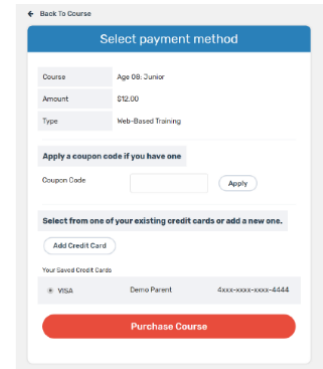 ← Back To Course
Select payment method
Course Age 08: Junior
Amount $12.00
Type Web-Based Training
Apply a coupon code if you have one
Coupon Code Apply
Select from one of your existing credit cards or add a new one.
Add Credit Card
Your Saved Credit Cards
VISA Demo Parent 4xxx-xxxx-xxxx-4444
Purchase Course